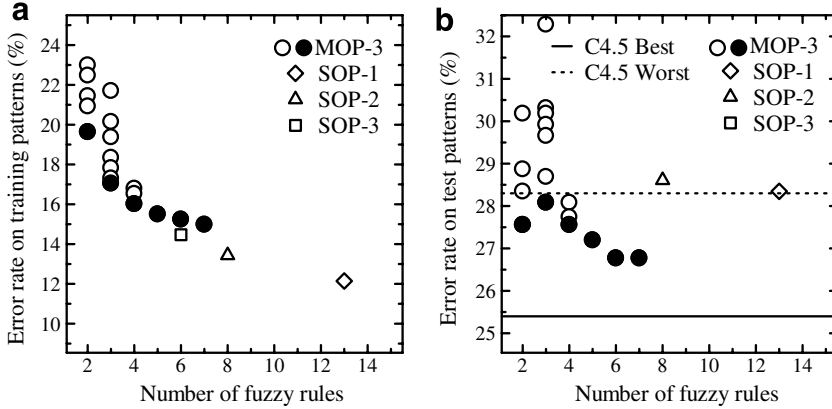 a
Error rate on training patterns (%)
24
22
20
18
16
14
12
10
2 4 6 8 10 12 14
Number of fuzzy rules
MOP-3
SOP-1
SOP-2
SOP-3
b
Error rate on test patterns (%)
32
31
30
29
28
27
26
25
2 4 6 8 10 12 14
Number of fuzzy rules
C4.5 Best
C4.5 Worst
MOP-3
SOP-1
SOP-2
SOP-3